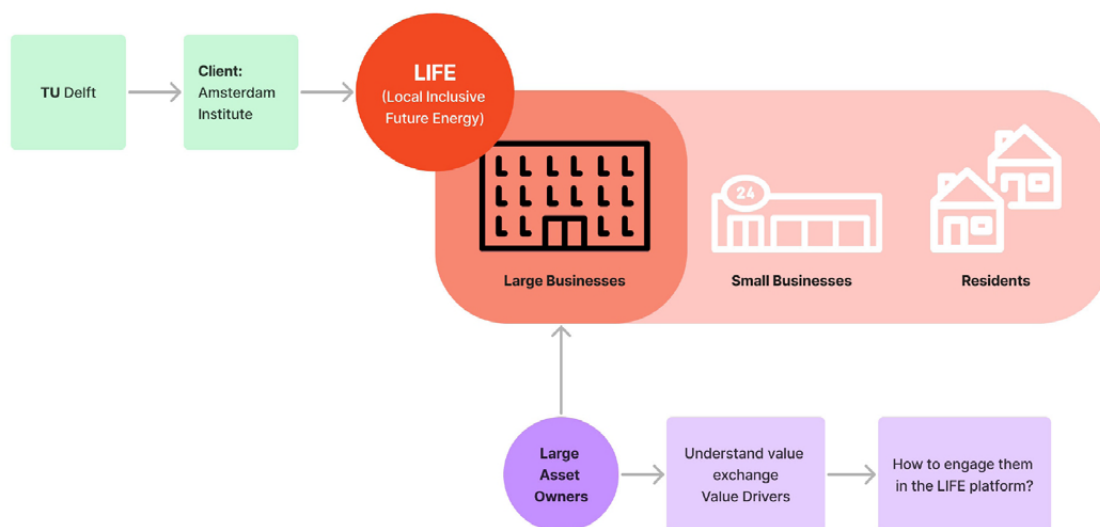 TU Delft
Client:
Amsterdam
Institute
LIFE
(Local Inclusive
Future Energy)
24
Large Businesses
Small Businesses
Residents
Large
Asset
Owners
Understand value
exchange
Value Drivers
How to engage them
in the LIFE platform?